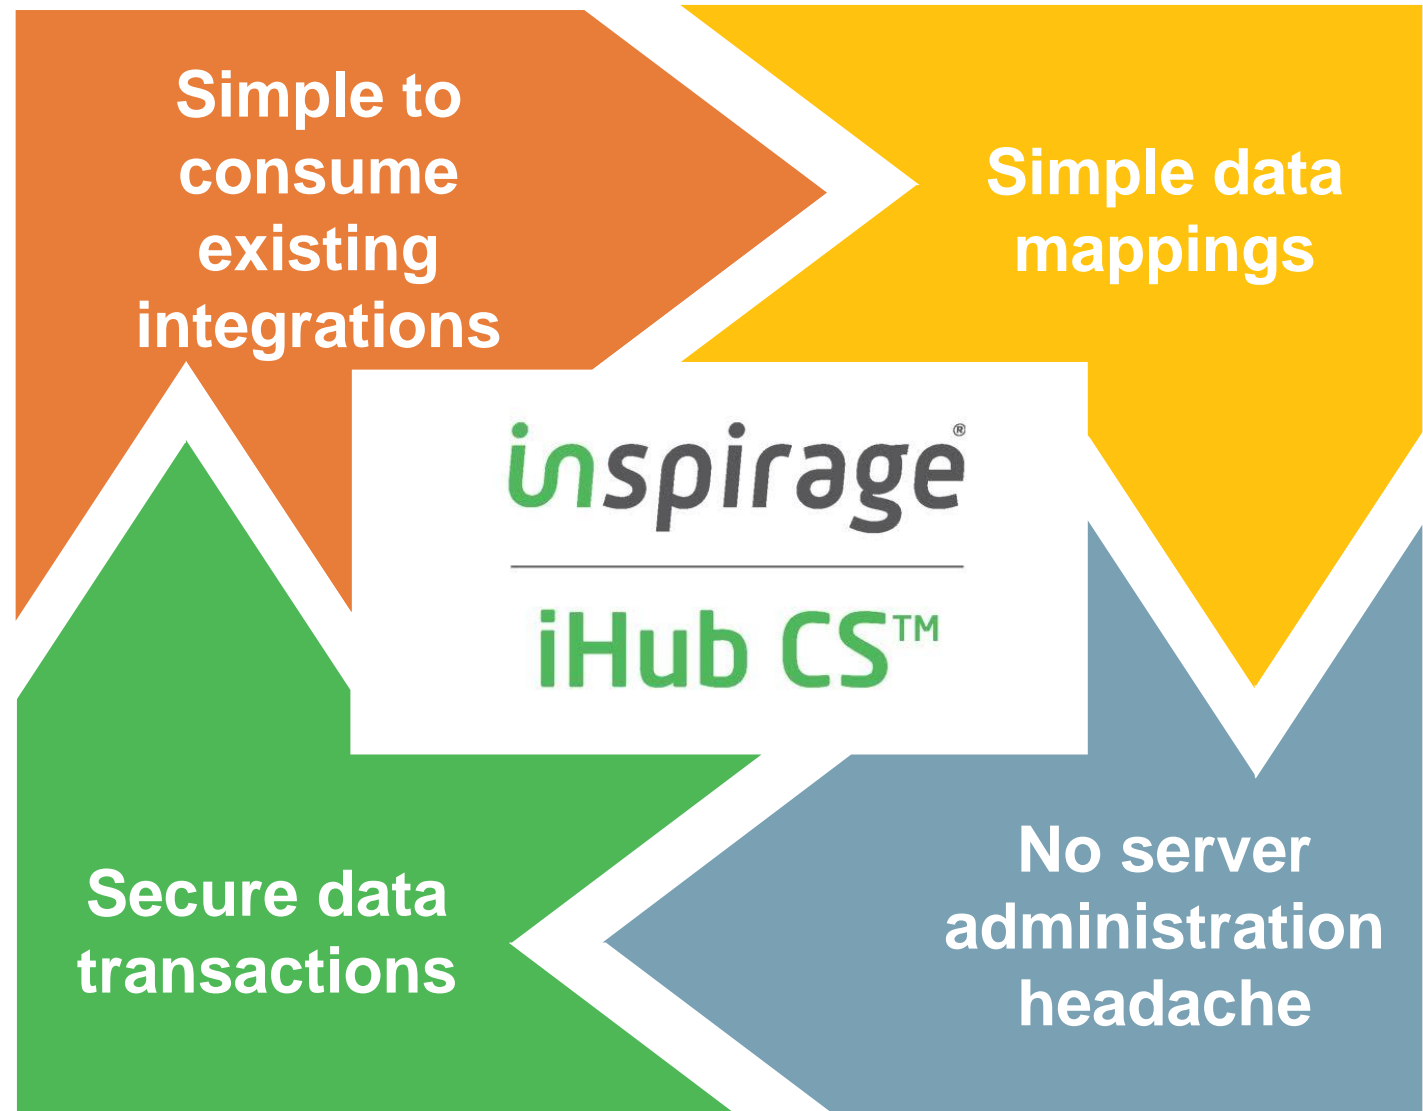 Simple to
consume
existing
integrations
Simple data
mappings
inspirage®
iHub CS™
Secure data
transactions
No server
administration
headache